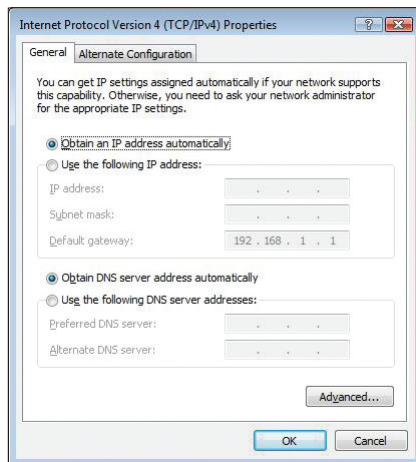 Internet Protocol Version 4 (TCP/IPv4) Properties
General
Alternate Configuration
You can get IP settings assigned automatically if your network supports
this capability. Otherwise, you need to ask your network administrator
for the appropriate IP settings.
Obtain an IP address automatically
Use the following IP address:
IP address:
Subnet mask:
Default gateway: 192 . 168 . 1 . 1
Obtain DNS server address automatically
Use the following DNS server addresses:
Preferred DNS server:
Alternate DNS server:
Advanced...
OK
Cancel